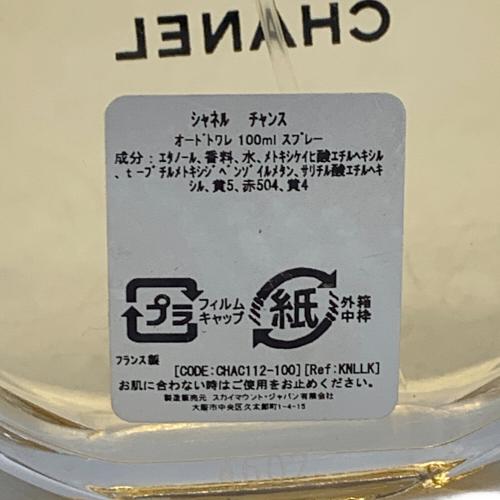 CHANEL
シャネル チャンス
オードトワレ 100ml スプレー
成分:エタノール、香料、水、メトキシケイヒ酸エチルヘキシル
、t-ブチルメトキシジベンゾイルメタン、サリチル酸エチルヘキ
シル、黄5、赤504、黄4
プラ
フィルム
キャップ
紙
外箱
中枠
フランス製
[CODE:CHAC112-100][Ref:KNLLK]
お肌に合わない時はご使用をお止めください。
製造販売元 スカイマウント・ジャパン有限会社
大阪市中央区久太郎町1-4-15